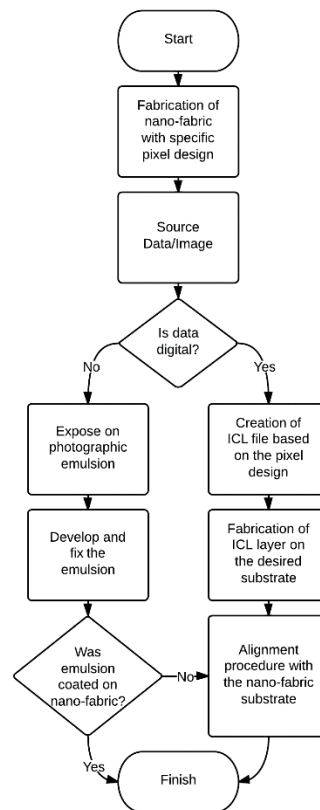 Start
Fabrication of
nano-fabric
with specific
pixel design
Source
Data/Image
Is data
digital?
No
Yes
Expose on
photographic
emulsion
Creation of
ICL file based
on the pixel
design
Develop and
fix the
emulsion
Fabrication of
ICL layer on
the desired
substrate
Was
emulsion
coated on
nano-fabric?
No
Alignment
procedure with
the nano-fabric
substrate
Yes
Finish